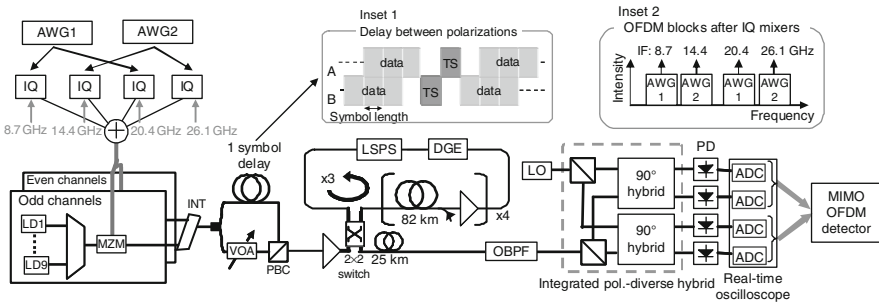 AWG1
AWG2
IQ
IQ
IQ
IQ
8.7 GHz
14.4 GHz
20.4 GHz
26.1 GHz
Inset 1
Delay between polarizations
A
data
TS
data
B
data
TS
data
Symbol length
Inset 2
OFDM blocks after IQ mixers
IF: 8.7 14.4 20.4 26.1 GHz
Intensity
AWG 1
AWG 2
AWG 1
AWG 2
Frequency
1 symbol
delay
Even channels
Odd channels
LD1
LD9
MZM
INT
VOA
PBC
LSPS
DGE
x3
82 km
x4
2×2
switch
25 km
OBPF
LO
90°
hybrid
90°
hybrid
Integrated pol.-diverse hybrid
PD
ADC
ADC
ADC
ADC
Real-time
oscilloscope
MIMO
OFDM
detector